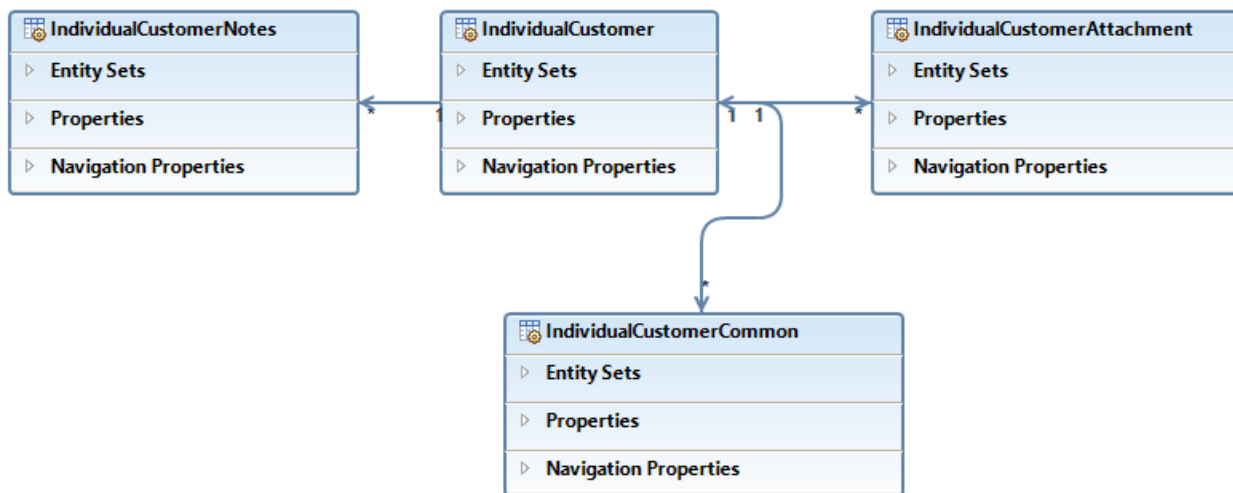 IndividualCustomerNotes
Entity Sets
Properties
Navigation Properties
IndividualCustomer
Entity Sets
Properties
Navigation Properties
IndividualCustomerAttachment
Entity Sets
Properties
Navigation Properties
*
1
1
1
*
*
IndividualCustomerCommon
Entity Sets
Properties
Navigation Properties